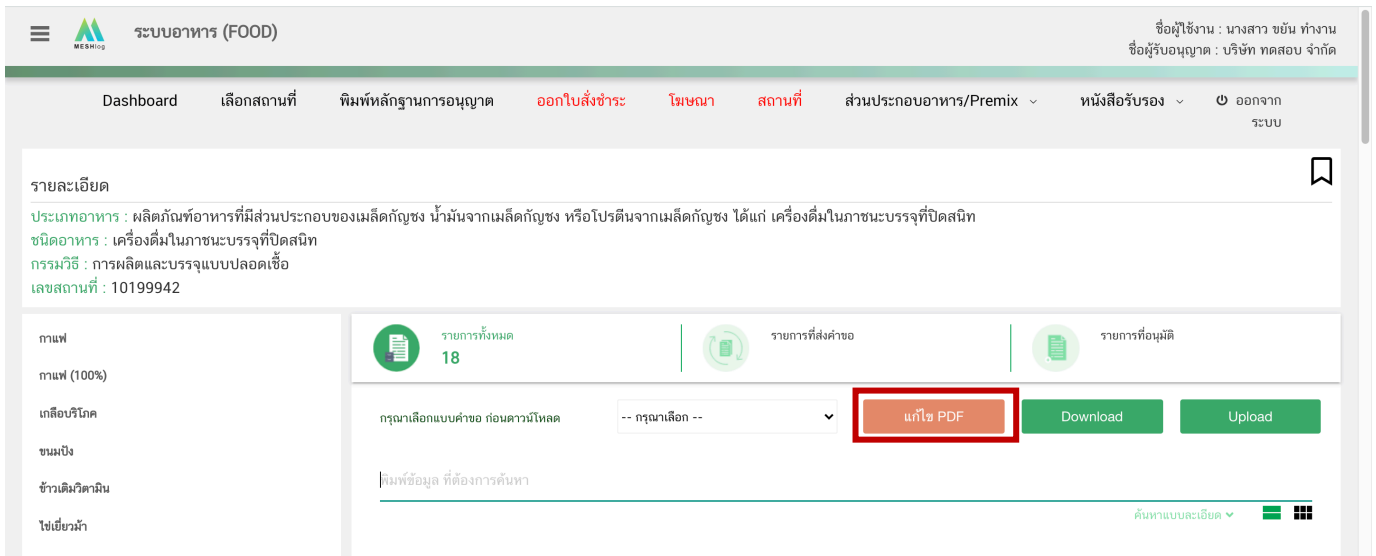 MESHlog
ระบบอาหาร (FOOD)
ชื่อผู้ใช้งาน : นางสาว ขยัน ทำงาน
ชื่อผู้รับอนุญาต : บริษัท ทดสอบ จำกัด
Dashboard เลือกสถานที่ พิมพ์หลักฐานการอนุญาต ออกใบสั่งชำระ โฆษณา สถานที่ ส่วนประกอบอาหาร/Premix หนังสือรับรอง ออกจาก
ระบบ
รายละเอียด
ประเภทอาหาร : ผลิตภัณฑ์อาหารที่มีส่วนประกอบของเมล็ดกัญชง น้ำมันจากเมล็ดกัญชง หรือโปรตีนจากเมล็ดกัญชง ได้แก่ เครื่องดื่มในภาชนะบรรจุที่ปิดสนิท
ชนิดอาหาร : เครื่องดื่มในภาชนะบรรจุที่ปิดสนิท
กรรมวิธี : การผลิตและบรรจุแบบปลอดเชื้อ
เลขสถานที่ : 10199942
กาแฟ
กาแฟ (100%)
เกลือบริโภค
ขนมปัง
ข้าวเติมวิตามิน
ไข่เยี่ยวม้า
รายการทั้งหมด
18
รายการที่ส่งคำขอ
รายการที่อนุมัติ
กรุณาเลือกแบบคำขอ ก่อนดาวน์โหลด -- กรุณาเลือก -- แก้ไข PDF Download Upload
พิมพ์ข้อมูล ที่ต้องการค้นหา
ค้นหาแบบละเอียด